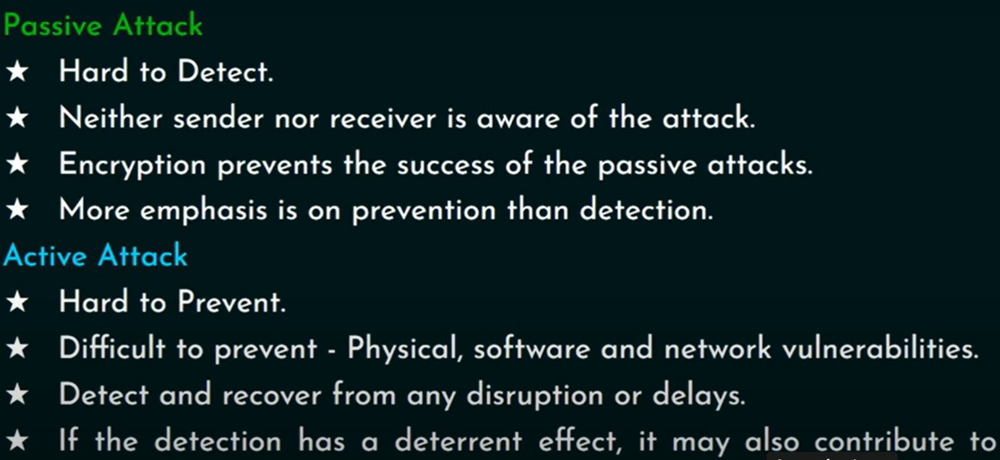 Passive Attack
★ Hard to Detect.
★ Neither sender nor receiver is aware of the attack.
★ Encryption prevents the success of the passive attacks.
★ More emphasis is on prevention than detection.
Active Attack
★ Hard to Prevent.
★ Difficult to prevent - Physical, software and network vulnerabilities.
★ Detect and recover from any disruption or delays.
★ If the detection has a deterrent effect, it may also contribute to